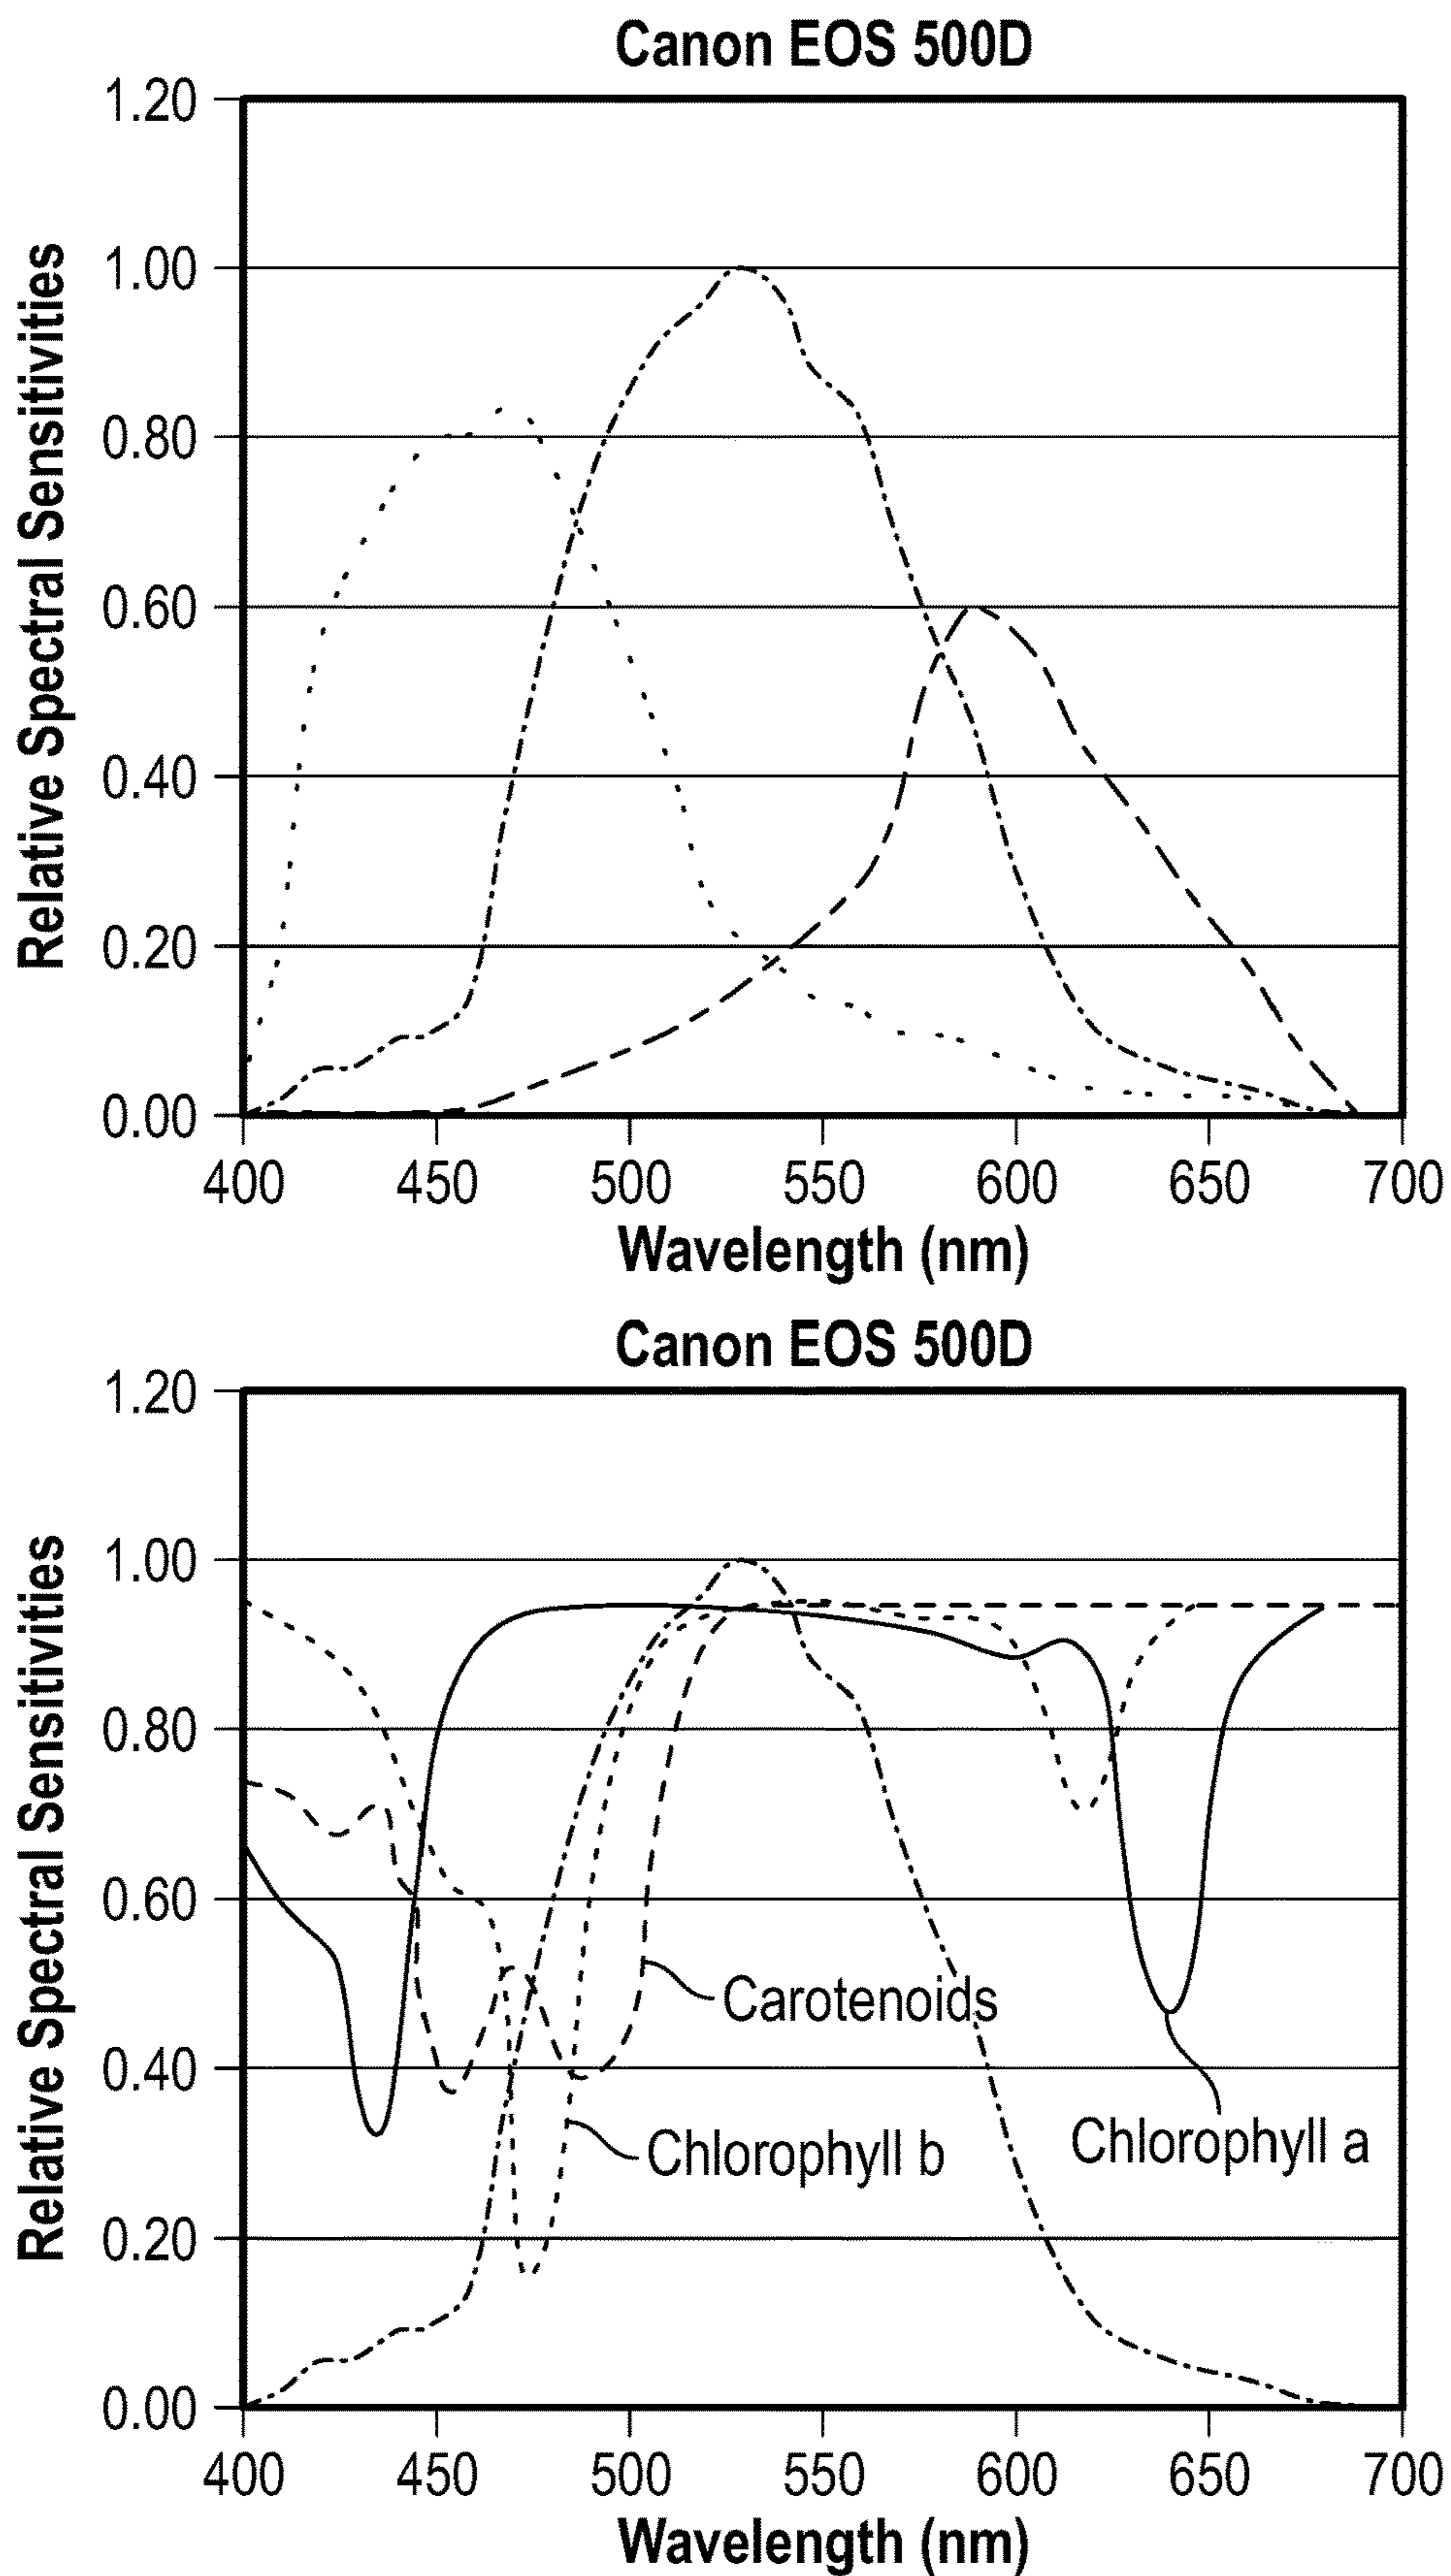 Canon EOS 500D
1.20
1.00
0.80
0.60
0.40
0.20
0.00
Relative Spectral Sensitivities
400 450 500 550 600 650 700
Wavelength (nm)
Canon EOS 500D
1.20
1.00
0.80
0.60
0.40
0.20
0.00
Relative Spectral Sensitivities
Carotenoids
Chlorophyll b
Chlorophyll a
400 450 500 550 600 650 700
Wavelength (nm)